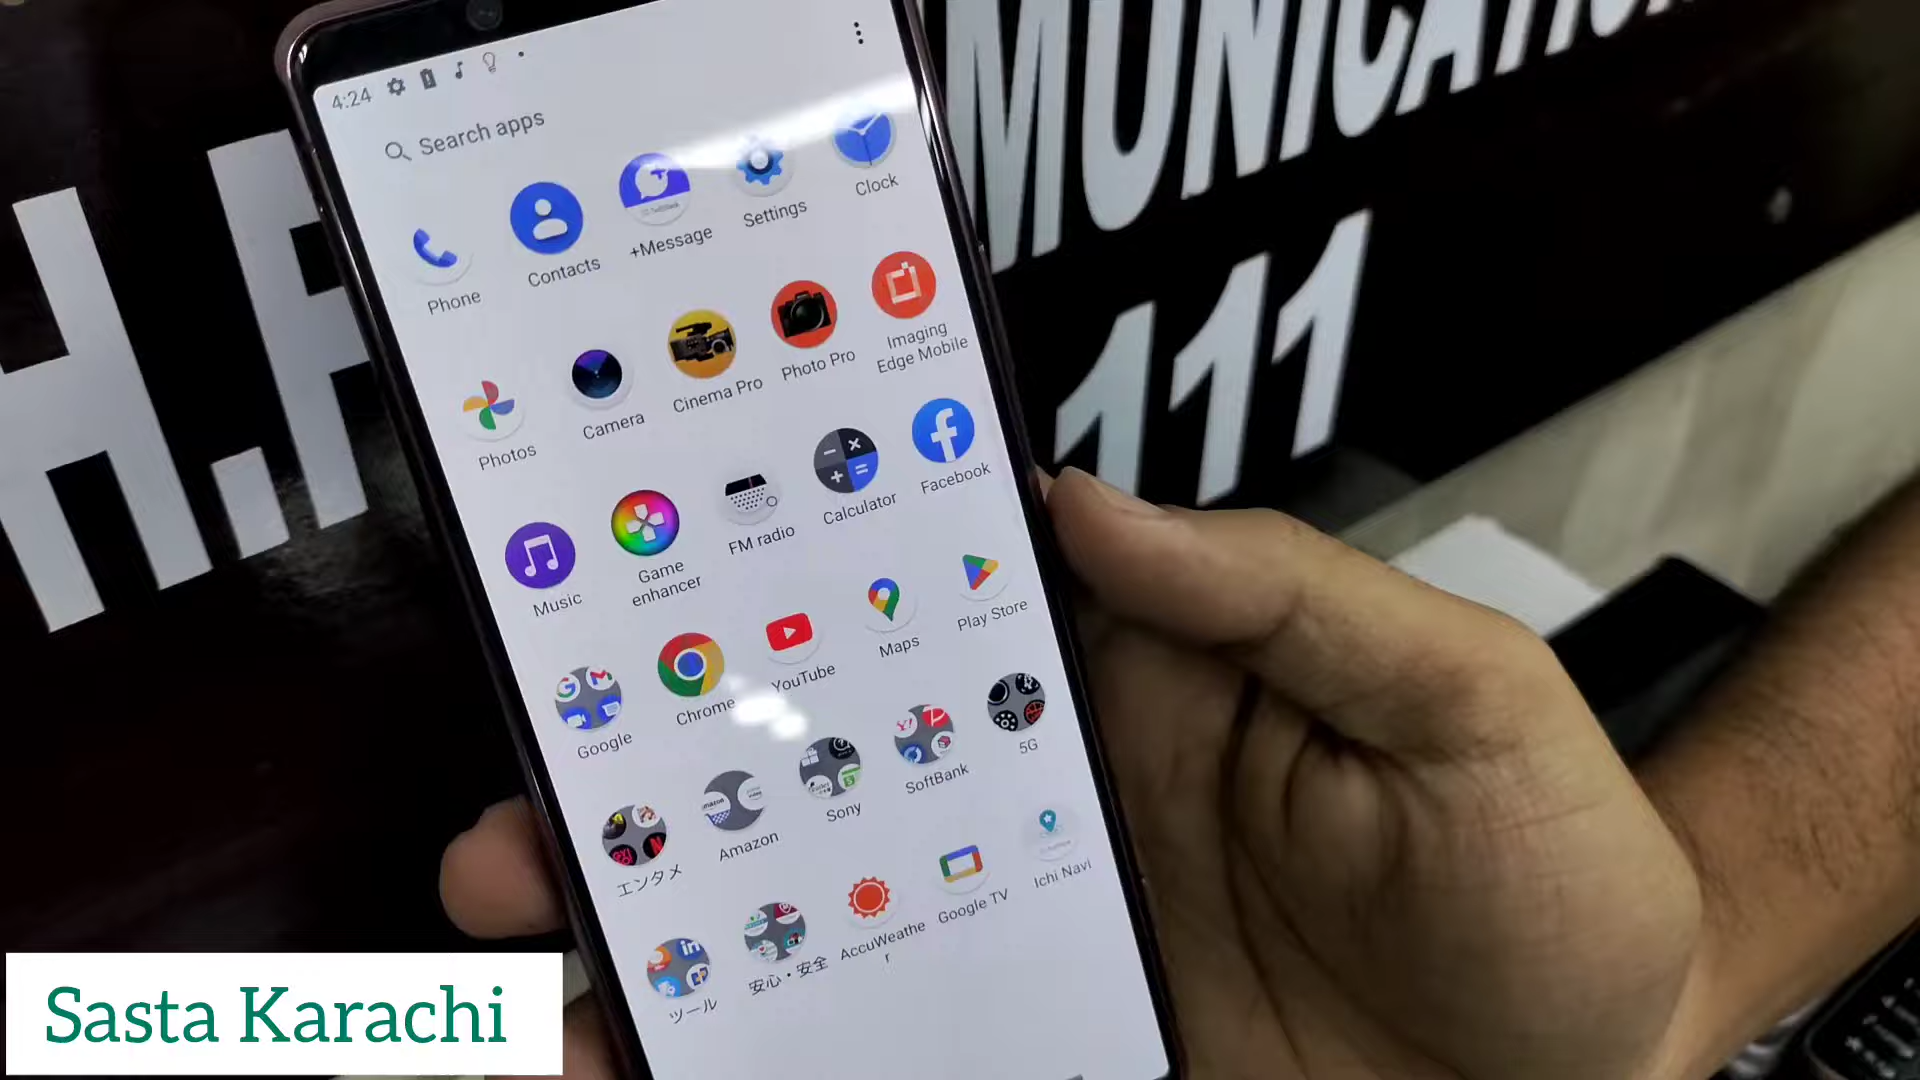 H.
MUNICATION
111
4:24
Search apps
Phone
Contacts
+Message
Settings
Clock
Photos
Camera
Cinema Pro
Photo Pro
Imaging
Edge Mobile
Music
Game
enhancer
FM radio
Calculator
Facebook
Google
Chrome
YouTube
Maps
Play Store
エンタメ
Amazon
Sony
SoftBank
5G
ツール
安心・安全
AccuWeathe
r
Google TV
Ichi Navi
Sasta Karachi